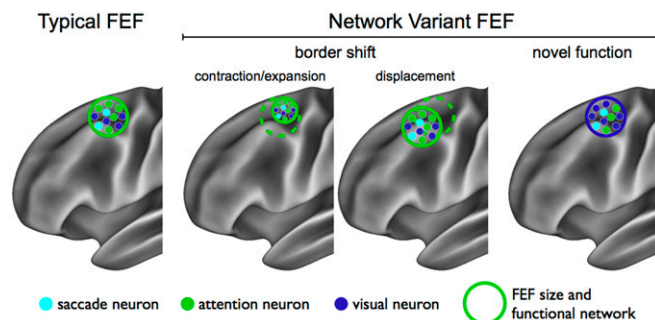 Typical FEF
Network Variant FEF
border shift
novel function
contraction/expansion
displacement
saccade neuron
attention neuron
visual neuron
FEF size and
functional network